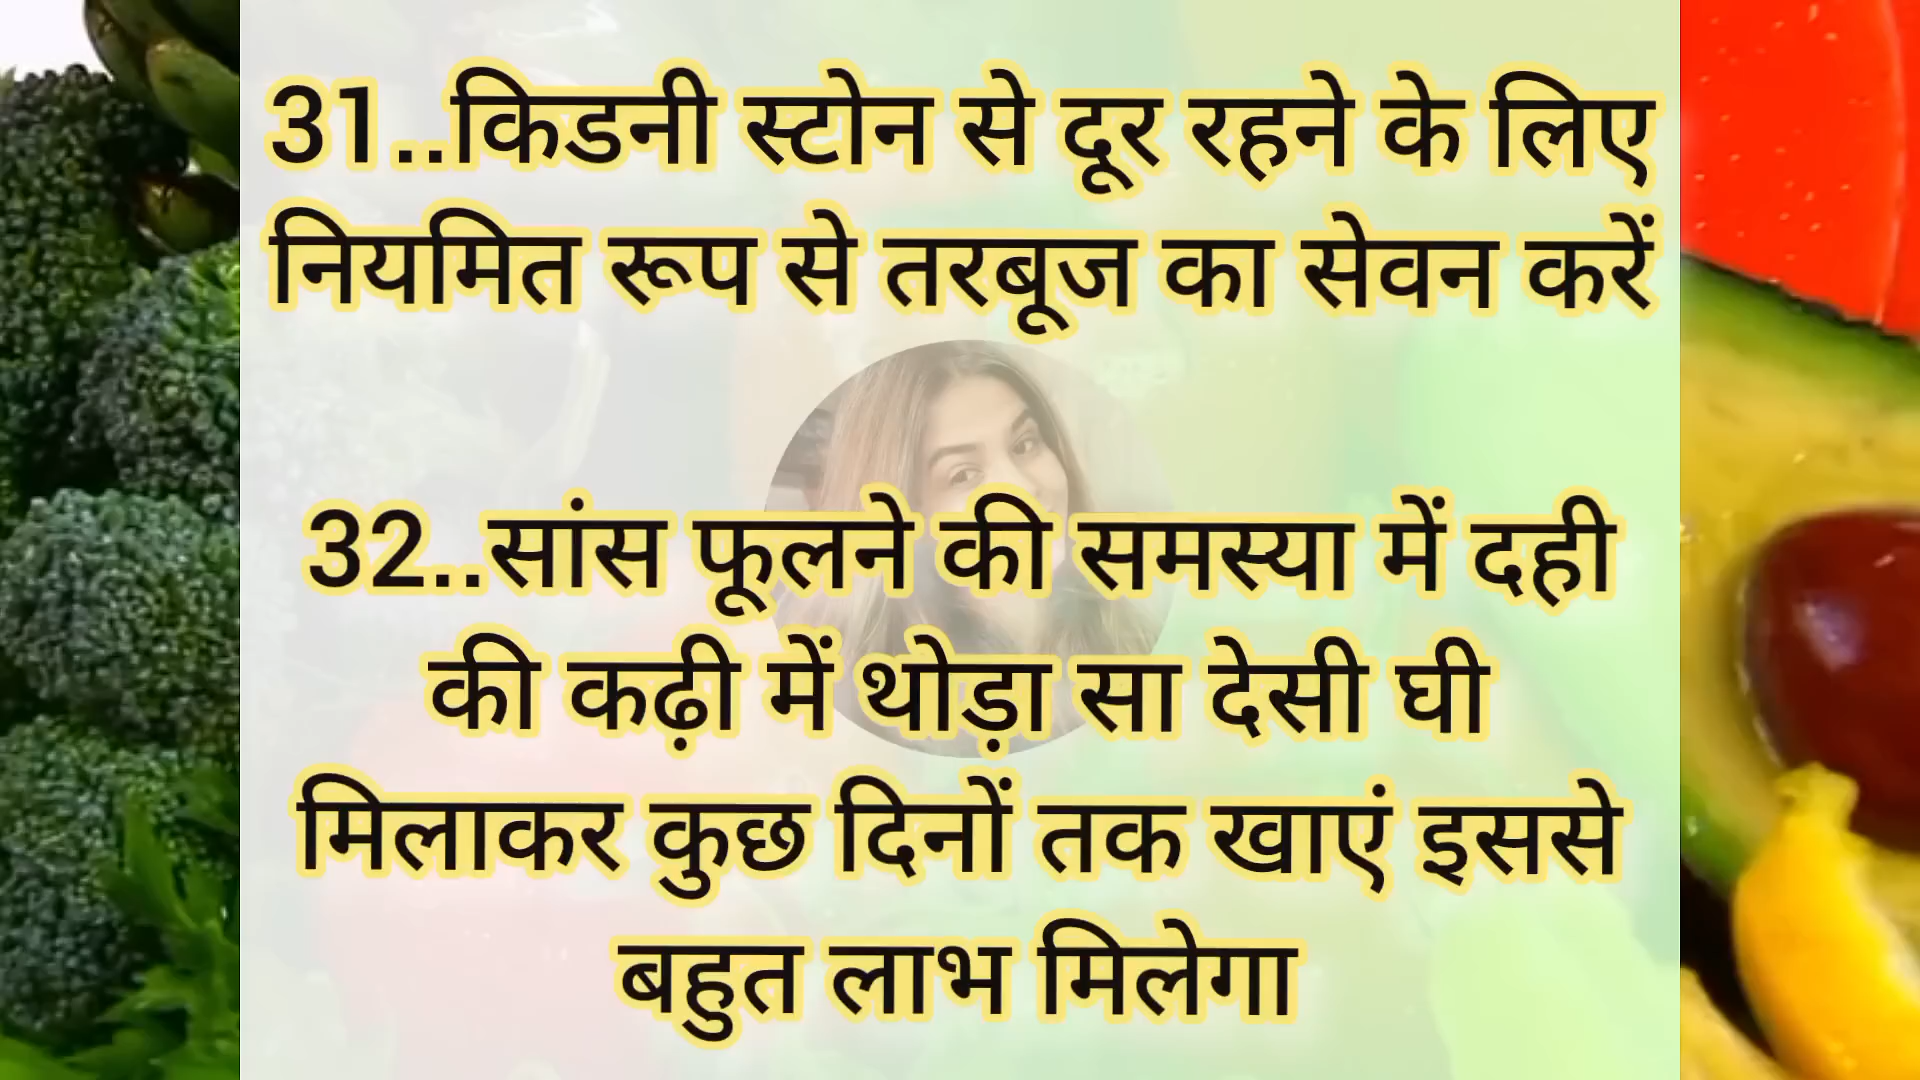 31..किडनी स्टोन से दूर रहने के लिए
नियमित रूप से तरबूज का सेवन करें
32..सांस फूलने की समस्या में दही
की कढ़ी में थोड़ा सा देसी घी
मिलाकर कुछ दिनों तक खाएं इससे
बहुत लाभ मिलेगा